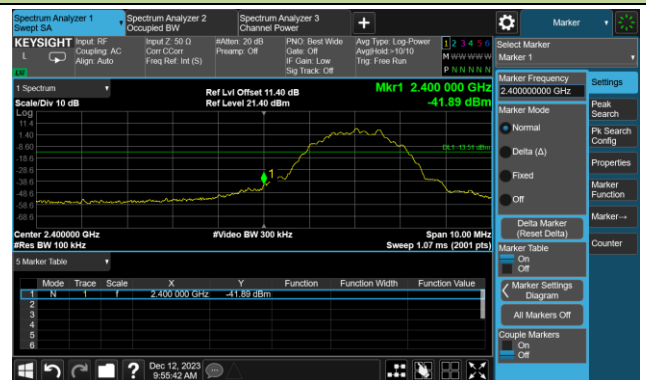 Spectrum Analyzer 1
Swept SA
Spectrum Analyzer 2
Occupied BW
Spectrum Analyzer 3
Channel Power
Marker
KEYSIGHT
L
Input: RF
Coupling: AC
Align: Auto
Input Z: 50 Ω
Corr CCorr
Freq Ref: Int (S)
#Atten: 20 dB
Preamp: Off
PNO: Best Wide
Gate: Off
IF Gain: Low
Sig Track: Off
Avg Type: Log-Power
Avg|Hold:>10/10
Trig: Free Run
1 2 3 4 5 6
M W W W W W
P N N N N N
Select Marker
Marker 1
1 Spectrum
Scale/Div 10 dB
Log
Ref Lvl Offset 11.40 dB
Ref Level 21.40 dBm
Mkr1 2.400 000 GHz
-41.89 dBm
11.4
1.40
-8.60
-18.6
-28.6
-38.6
-48.6
-58.6
-68.6
DL1 -13.51 dBm
1
Center 2.400000 GHz
#Res BW 100 kHz
#Video BW 300 kHz
Span 10.00 MHz
Sweep 1.07 ms (2001 pts)
5 Marker Table
Mode Trace Scale X Y Function Function Width Function Value
1 N 1 f 2.400 000 GHz -41.89 dBm
2
3
4
5
6
Marker Frequency
2.400000000 GHz
Marker Mode
Normal
Delta (Δ)
Fixed
Off
Delta Marker
(Reset Delta)
Marker Table
On
Off
Marker Settings
Diagram
All Markers Off
Couple Markers
On
Off
Settings
Peak
Search
Pk Search
Config
Properties
Marker
Function
Marker→
Counter
Dec 12, 2023
9:55:42 AM